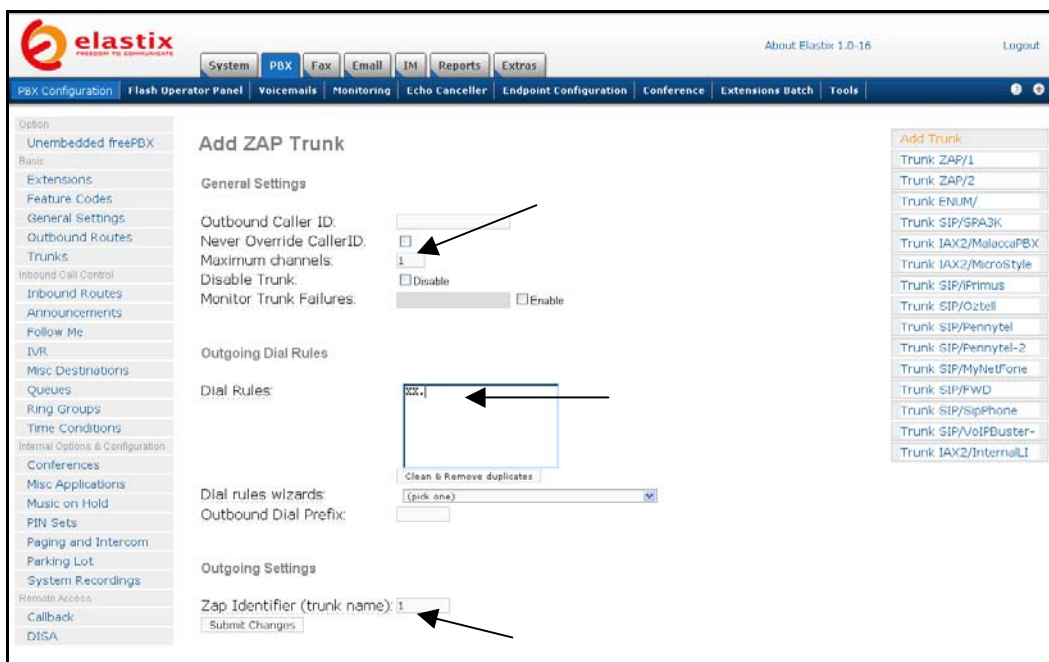 elastix
FREEDOM TO COMMUNICATE
About Elastix 1.0-16
Logout
System PBX Fax Email IM Reports Extras
PBX Configuration Flash Operator Panel Voicemails Monitoring Echo Canceller Endpoint Configuration Conference Extensions Batch Tools
Option
Unembedded freePBX
Basic
Extensions
Feature Codes
General Settings
Outbound Routes
Trunks
Inbound Call Control
Inbound Routes
Announcements
Follow Me
IVR
Misc Destinations
Queues
Ring Groups
Time Conditions
Internal Options & Configuration
Conferences
Misc Applications
Music on Hold
PIN Sets
Paging and Intercom
Parking Lot
System Recordings
Remote Access
Callback
DISA
Add ZAP Trunk
General Settings
Outbound Caller ID:
Never Override CallerID:
Maximum channels: 1
Disable Trunk: Disable
Monitor Trunk Failures: Enable
Outgoing Dial Rules
Dial Rules: XX.
Clean & Remove duplicates
Dial rules wizards: (pick one)
Outbound Dial Prefix:
Outgoing Settings
Zap Identifier (trunk name): 1
Submit Changes
Add Trunk
Trunk ZAP/1
Trunk ZAP/2
Trunk ENUM/
Trunk SIP/SPA3K
Trunk IAX2/MalaccaPBX
Trunk IAX2/MicroStyle
Trunk SIP/iPrimus
Trunk SIP/Oztell
Trunk SIP/Pennytel
Trunk SIP/Pennytel-2
Trunk SIP/MyNetFone
Trunk SIP/FWD
Trunk SIP/SipPhone
Trunk SIP/VoIPBuster-
Trunk IAX2/InternalLI